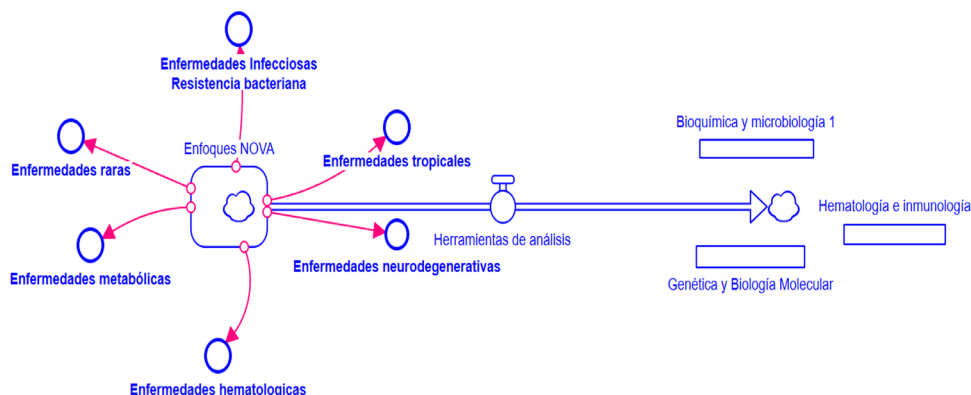 Enfermedades Infecciosas
Resistencia bacteriana
Bioquímica y microbiología 1
Enfoques NOVA
Enfermedades tropicales
Enfermedades raras
Hematología e inmunología
Herramientas de análisis
Enfermedades neurodegenerativas
Enfermedades metabólicas
Genética y Biología Molecular
Enfermedades hematologicas